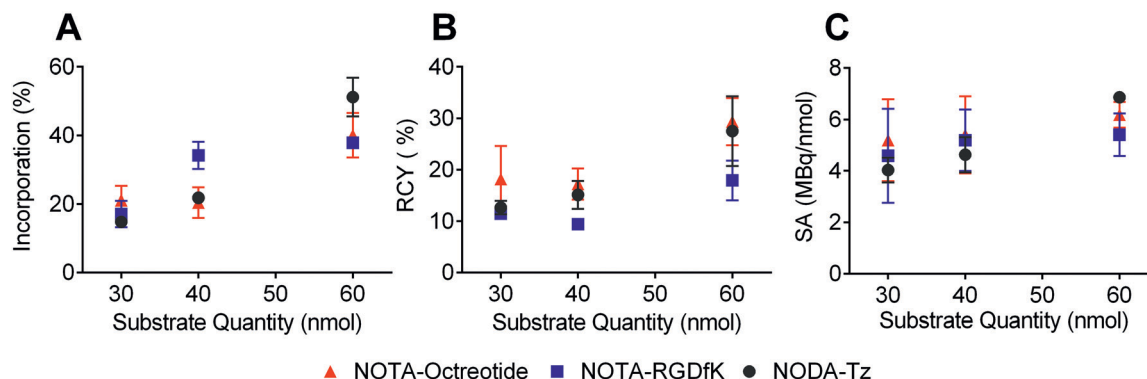 A
B
C
Incorporation (%)
60
40
20
0
30 40 50 60
Substrate Quantity (nmol)
RCY ( %)
40
30
20
10
0
30 40 50 60
Substrate Quantity (nmol)
SA (MBq/nmol)
8
6
4
2
0
30 40 50 60
Substrate Quantity (nmol)
NOTA-Octreotide NOTA-RGDfK NODA-Tz